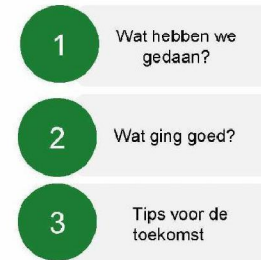 1
Wat hebben we
gedaan?
2
Wat ging goed?
3
Tips voor de
toekomst